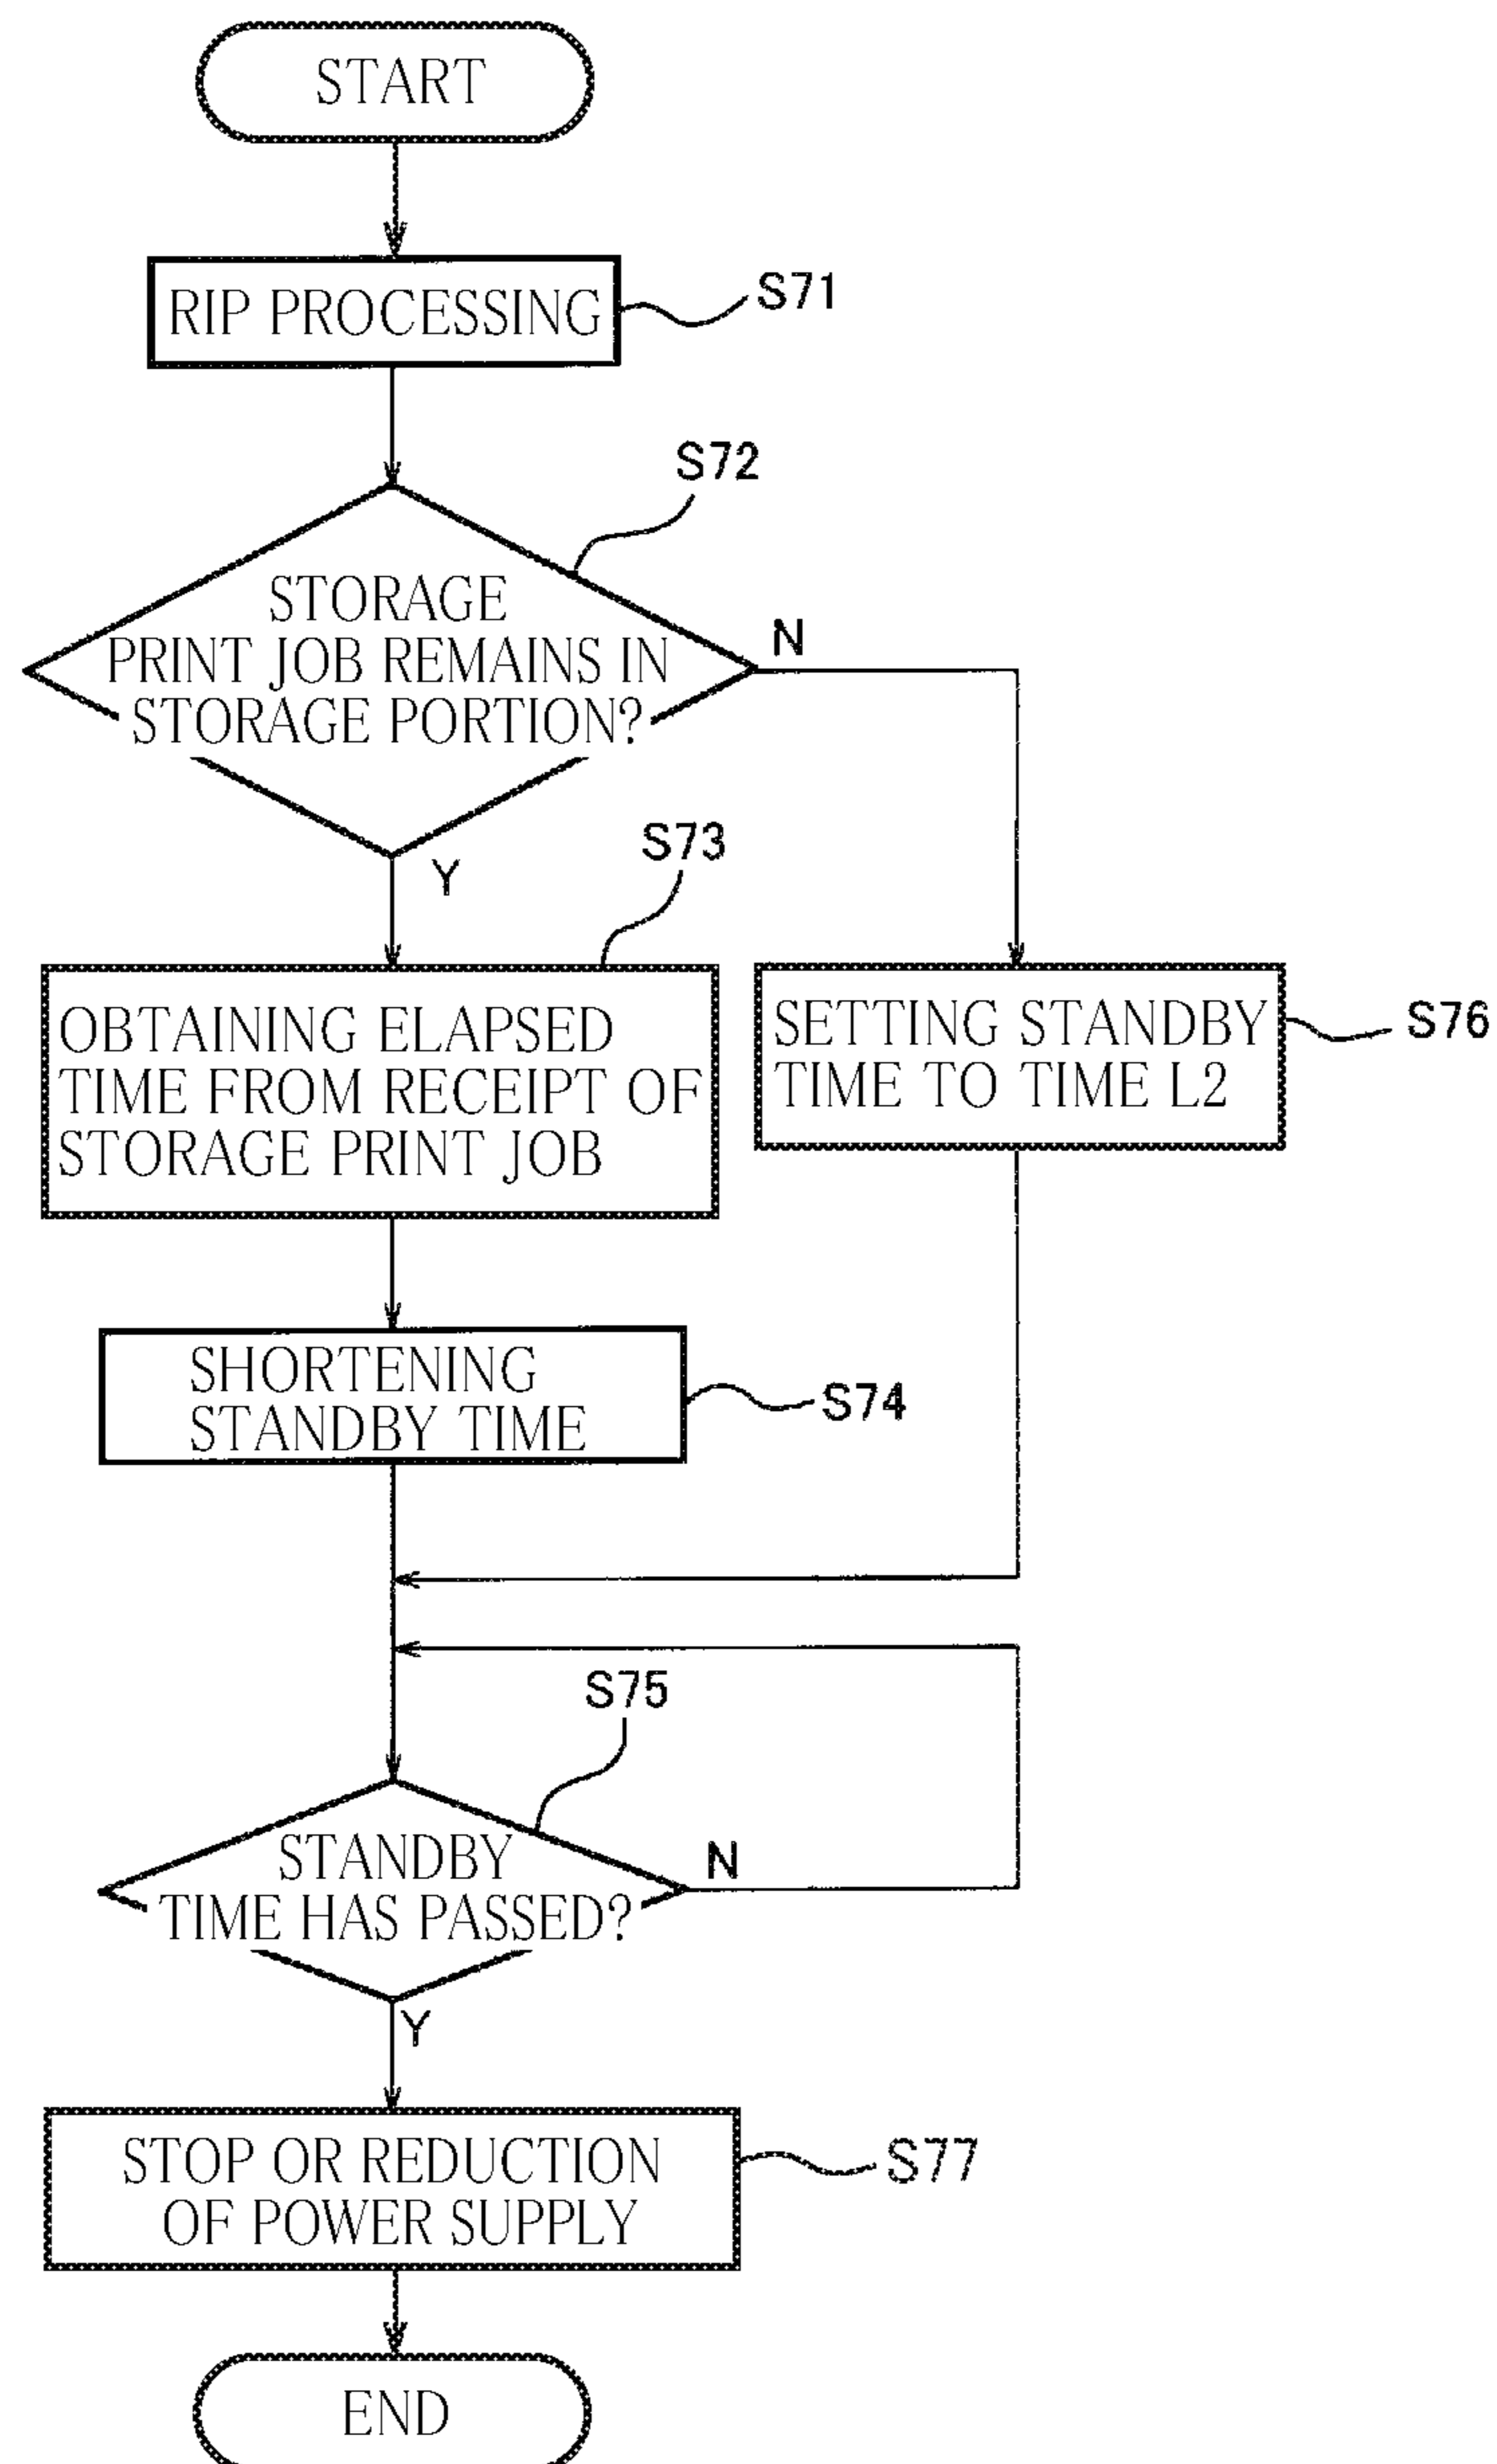 START
RIP PROCESSING
S71
S72
STORAGE
PRINT JOB REMAINS IN
STORAGE PORTION?
N
Y
S73
OBTAINING ELAPSED
TIME FROM RECEIPT OF
STORAGE PRINT JOB
SETTING STANDBY
TIME TO TIME L2
S76
SHORTENING
STANDBY TIME
S74
S75
STANDBY
TIME HAS PASSED?
N
Y
STOP OR REDUCTION
OF POWER SUPPLY
S77
END